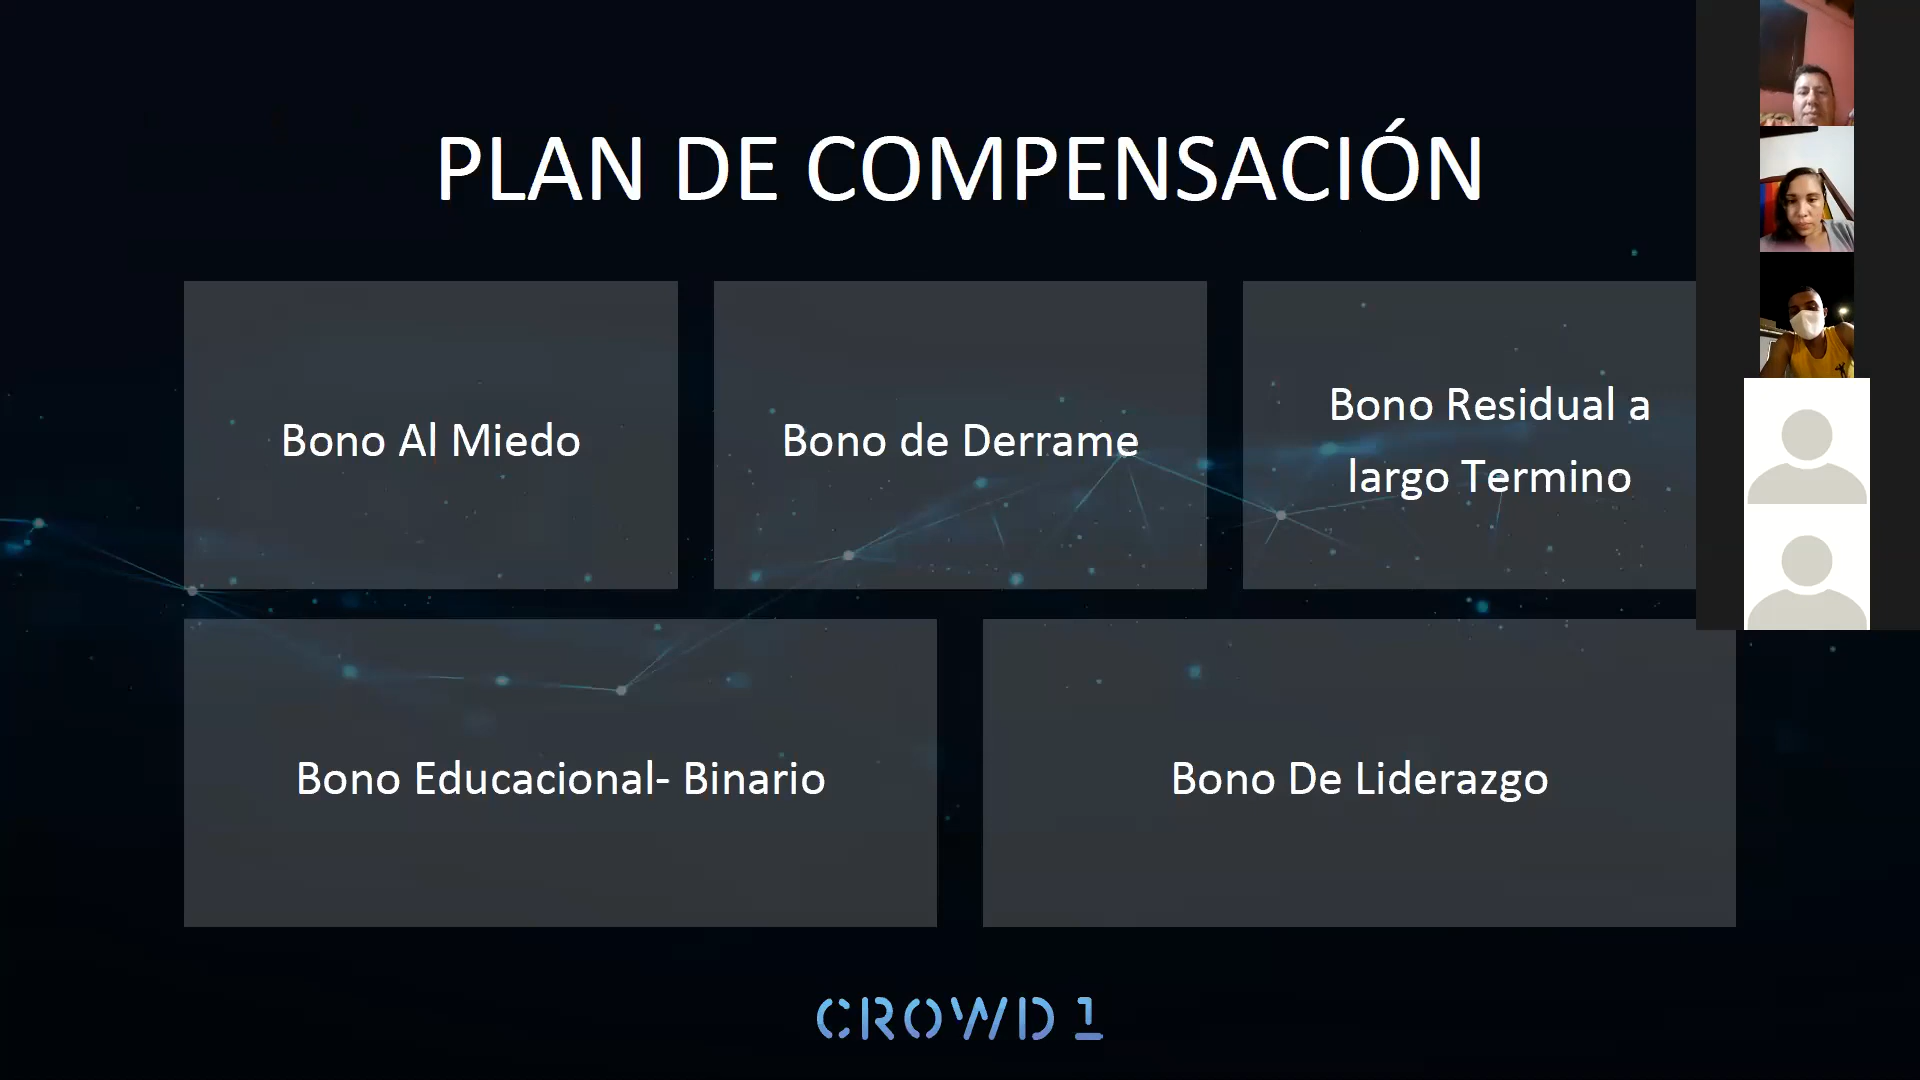 PLAN DE COMPENSACIÓN
Bono Al Miedo
Bono de Derrame
Bono Residual a
largo Termino
Bono Educacional- Binario
Bono De Liderazgo
CROWD 1